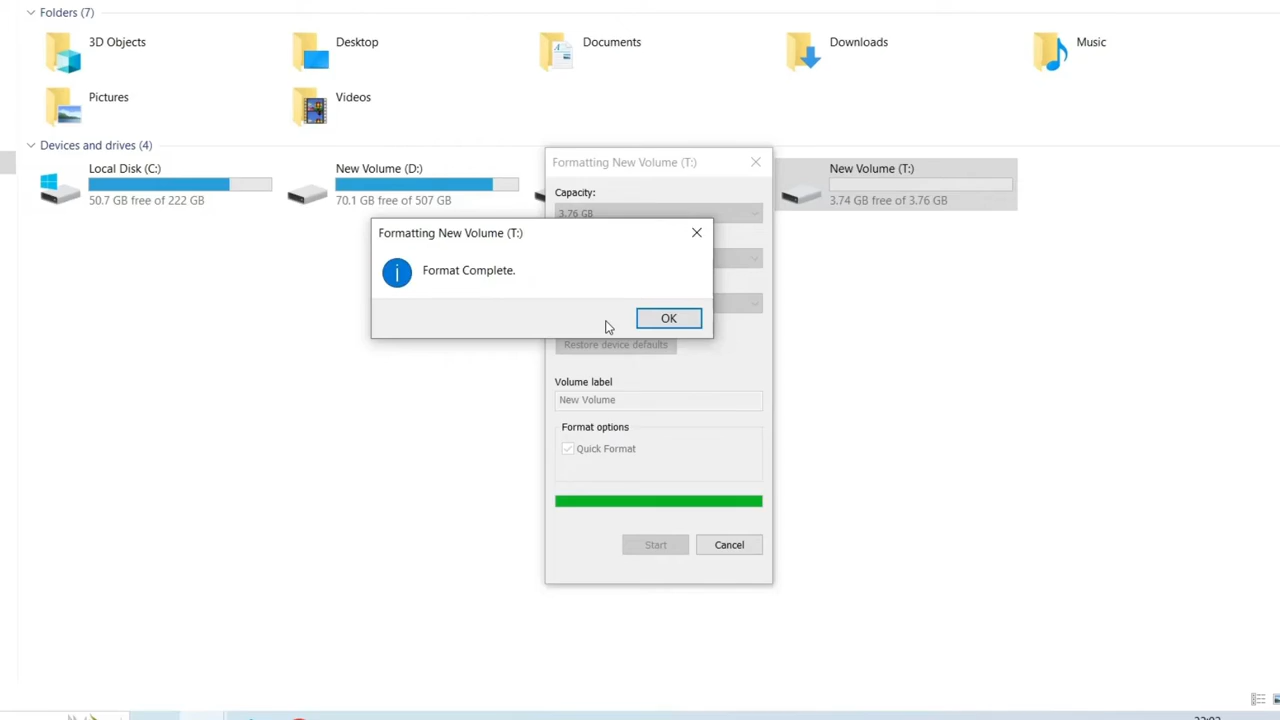 Folders (7)
3D Objects
Desktop
Documents
Downloads
Music
Pictures
Videos
Devices and drives (4)
Local Disk (C:)
50.7 GB free of 222 GB
New Volume (D:)
70.1 GB free of 507 GB
New Volume (T:)
3.74 GB free of 3.76 GB
Formatting New Volume (T:)
Capacity:
3.76 GB
Formatting New Volume (T:)
Format Complete.
OK
Restore device defaults
Volume label
New Volume
Format options
Quick Format
Start
Cancel